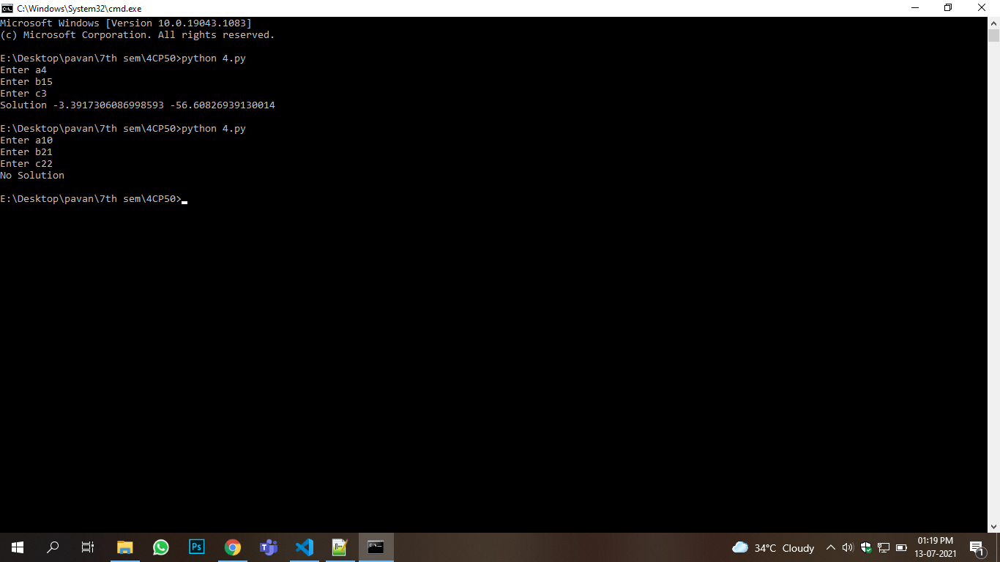 C:\Windows\System32\cmd.exe
Microsoft Windows [Version 10.0.19043.1083]
(c) Microsoft Corporation. All rights reserved.
E:\Desktop\pavan\7th sem\4CP50>python 4.py
Enter a4
Enter b15
Enter c3
Solution -3.3917306086998593 -56.60826939130014
E:\Desktop\pavan\7th sem\4CP50>python 4.py
Enter a10
Enter b21
Enter c22
No Solution
E:\Desktop\pavan\7th sem\4CP50>
Ps
34°C Cloudy
01:19 PM
13-07-2021
1